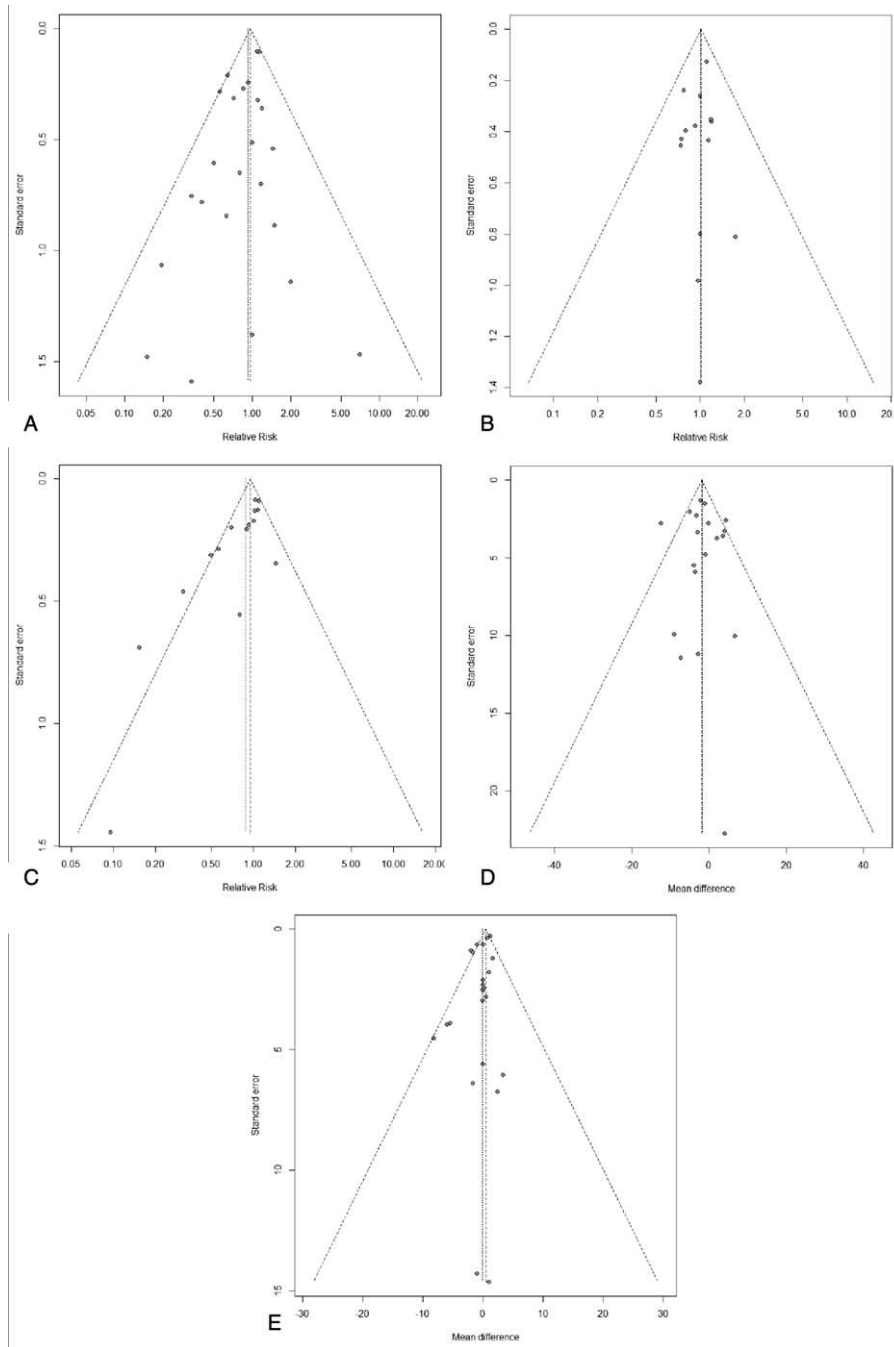 0.0
0.5
1.0
1.5
Standard error
0.05 0.10 0.20 0.50 1.00 2.00 5.00 10.00 20.00
A
Relative Risk
0.0
0.2
0.4
0.6
0.8
1.0
1.2
1.4
Standard error
0.1 0.2 0.5 1.0 2.0 5.0 10.0 20
B
Relative Risk
0.0
0.5
1.0
1.5
Standard error
0.05 0.10 0.20 0.50 1.00 2.00 5.00 10.00 20.00
C
Relative Risk
0
5
10
15
20
Standard error
-40 -20 0 20 40
D
Mean difference
0
5
10
15
Standard error
-30 -20 -10 0 10 20 30
E
Mean difference